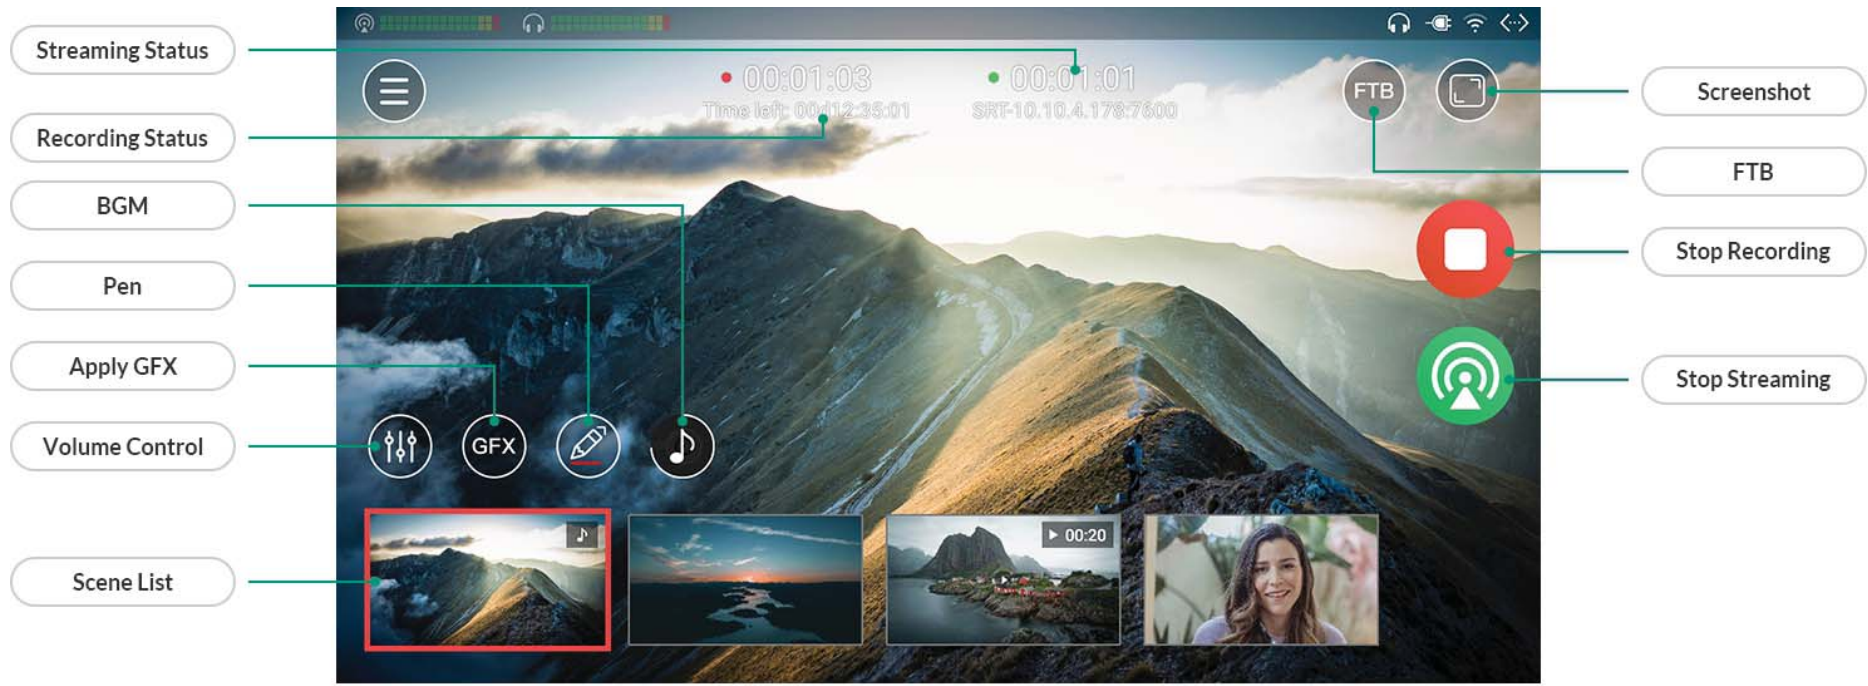 Streaming Status
00:01:03
00:01:01
Time left: 00d12:35:01
SRT-10.10.4.178:7600
FTB
Screenshot
Recording Status
FTB
BGM
Stop Recording
Pen
Apply GFX
Stop Streaming
Volume Control
GFX
00:20
Scene List